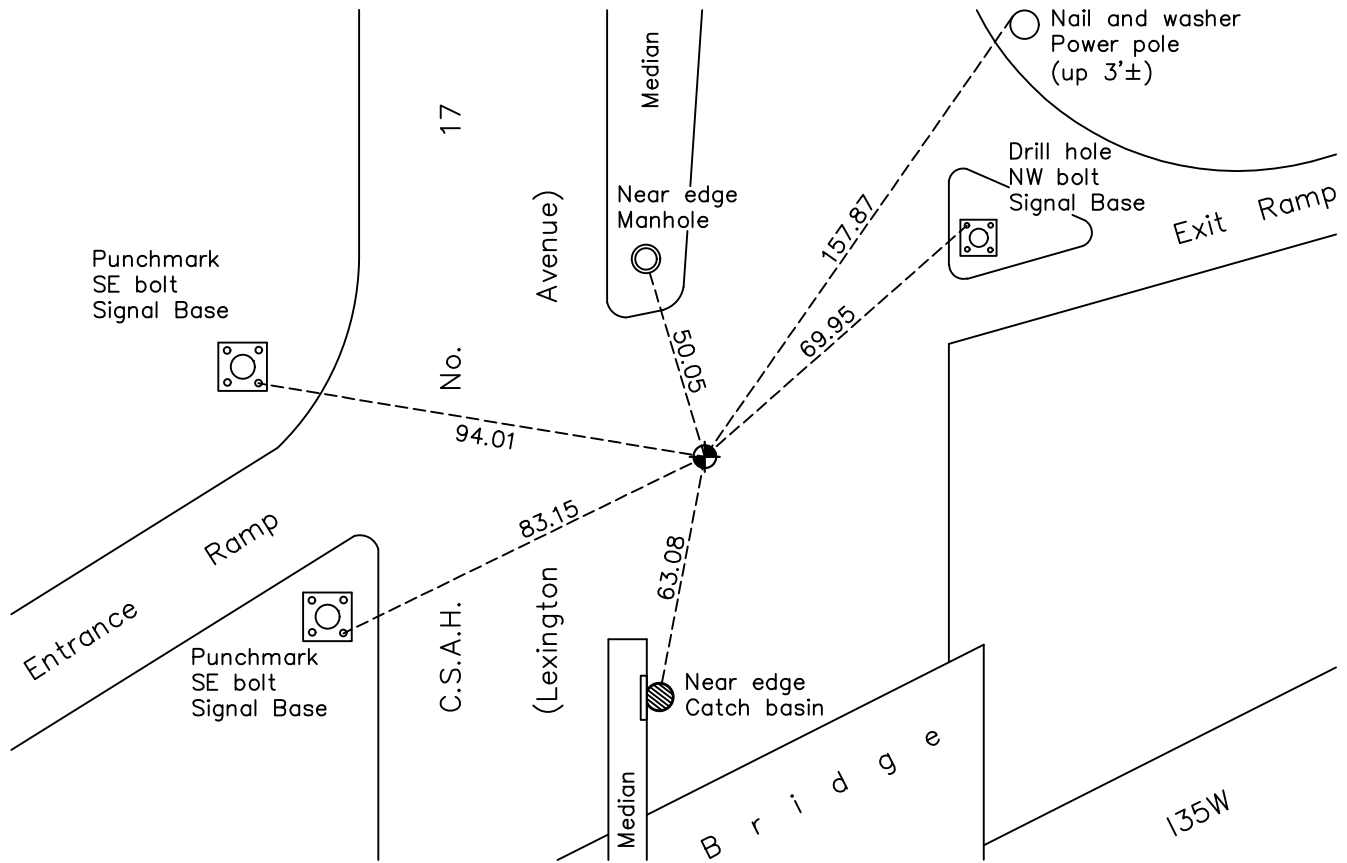 Nail and washer
Power pole
(up 3'±)
Median
17
Drill hole
NW bolt
Signal Base
Near edge
Manhole
Exit Ramp
Avenue)
157.87
Punchmark
SE bolt
Signal Base
69.95
50.05
No.
94.01
83.15
Entrance Ramp
63.08
C.S.A.H.
(Lexington
Punchmark
SE bolt
Signal Base
Near edge
Catch basin
Median
Bridge
I35W